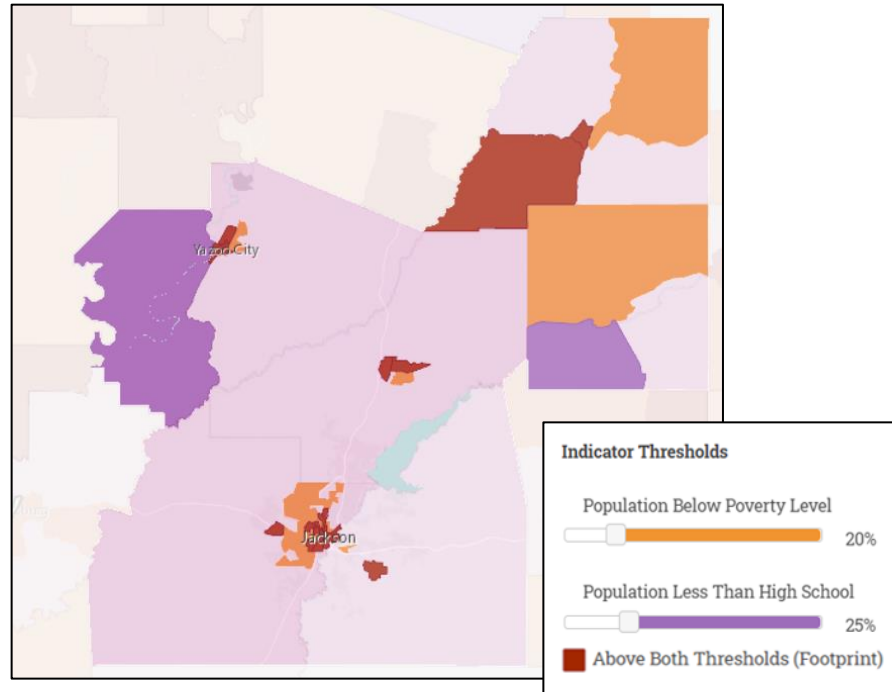 Yazoo City
Jackson
Indicator Thresholds
Population Below Poverty Level
20%
Population Less Than High School
25%
Above Both Thresholds (Footprint)